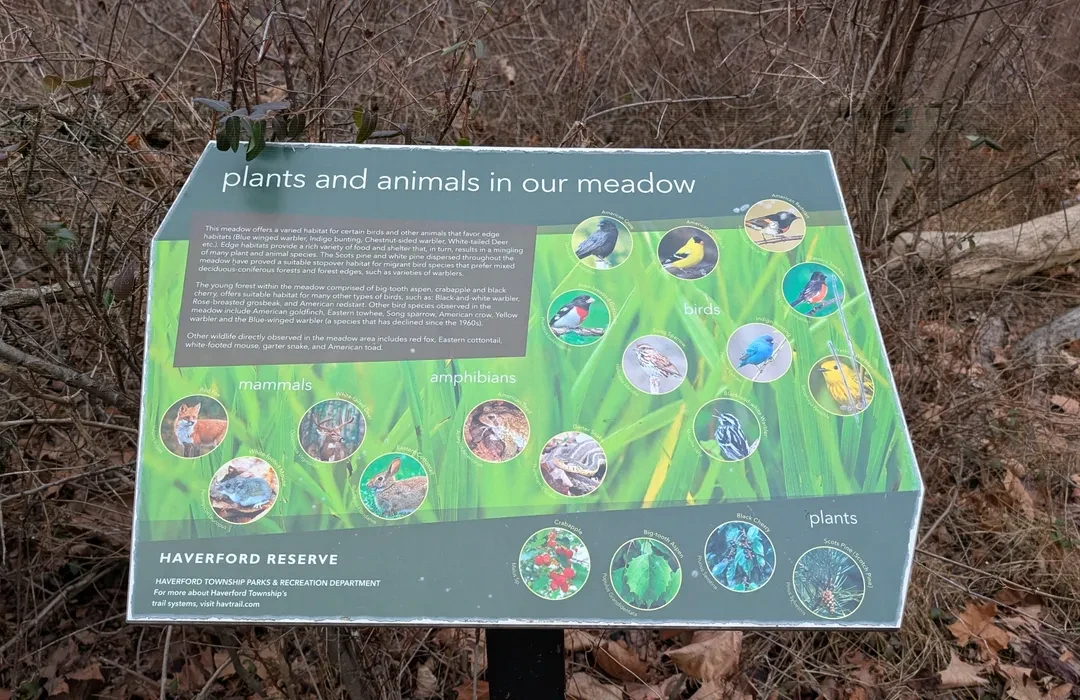 plants and animals in our meadow
This meadow offers a varied habitat for certain birds and other animals that favor edge
habitats (Blue winged warbler, Indigo bunting, Chestnut-sided warbler, White-tailed Deer
etc.). Edge habitats provide a rich variety of food and shelter that, in turn, results in a mingling
of many plant and animal species. The Scots pine and white pine dispersed throughout the
meadow have proved a suitable stopover habitat for migrant bird species that prefer mixed
deciduous-coniferous forests and forest edges, such as varieties of warblers.
The young forest within the meadow comprised of big-tooth aspen, crabapple and black
cherry, offers suitable habitat for many other types of birds, such as: Black-and-white warbler,
Rose-breasted grosbeak, and American redstart. Other bird species observed in the
meadow include American goldfinch, Eastern towhee, Song sparrow, American crow, Yellow
warbler and the Blue-winged warbler (a species that has declined since the 1960s).
Other wildlife directly observed in the meadow area includes red fox, Eastern cottontail,
white-footed mouse, garter snake, and American toad.
birds
mammals
amphibians
plants
Crabapple
Big-tooth Aspen
Black Cherry
Scots Pine (Scotch Pine)
HAVERFORD RESERVE
HAVERFORD TOWNSHIP PARKS & RECREATION DEPARTMENT
For more about Haverford Township's
trail systems, visit havtrail.com